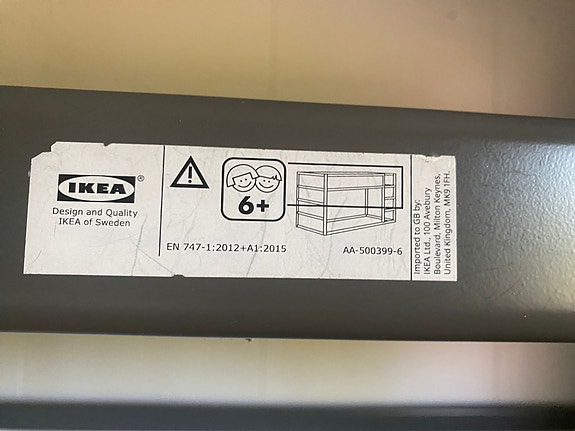 IKEA®
Design and Quality
IKEA of Sweden
6+
EN 747-1:2012+A1:2015
AA-500399-6
Imported to GB by:
IKEA Ltd., 100 Avebury
Boulevard, Milton Keynes,
United Kingdom, MK9 1FH.